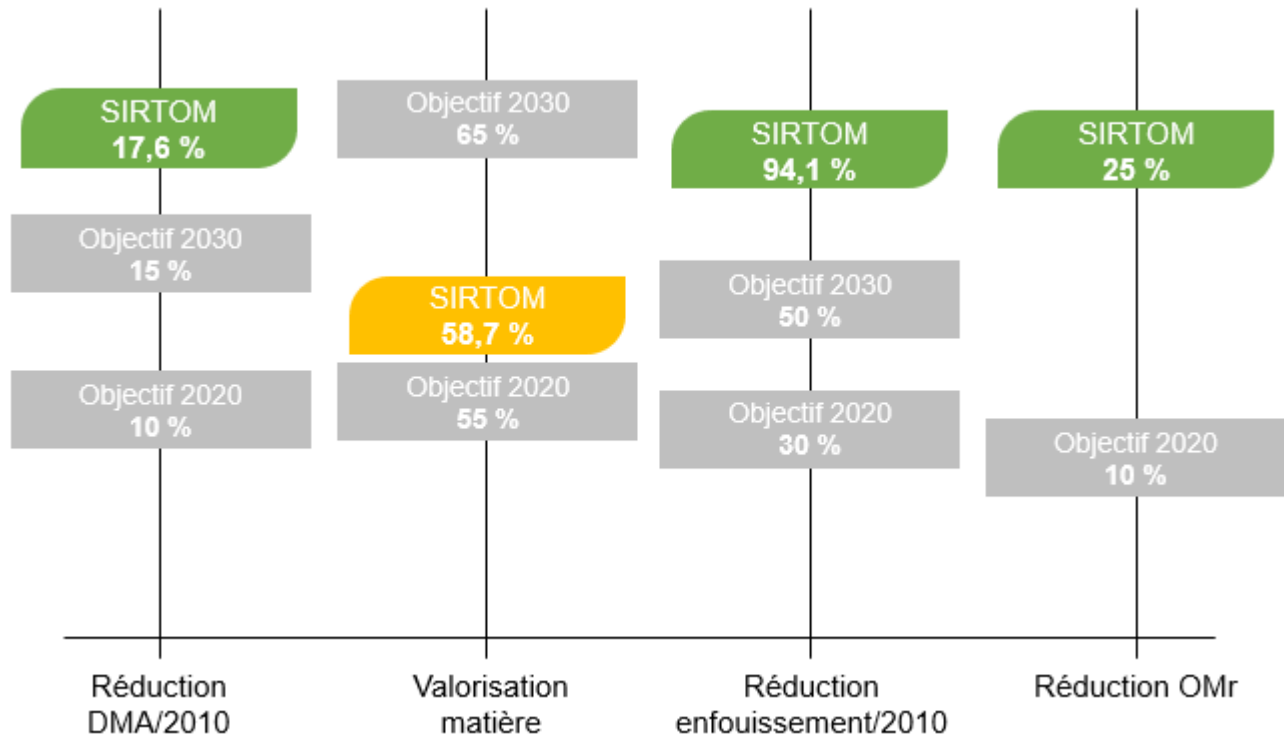 SIRTOM
17,6 %
Objectif 2030
15 %
Objectif 2020
10 %
Réduction
DMA/2010
Objectif 2030
65 %
SIRTOM
58,7 %
Objectif 2020
55 %
Valorisation
matière
SIRTOM
94,1 %
Objectif 2030
50 %
Objectif 2020
30 %
Réduction
enfouissement/2010
SIRTOM
25 %
Objectif 2020
10 %
Réduction OMr